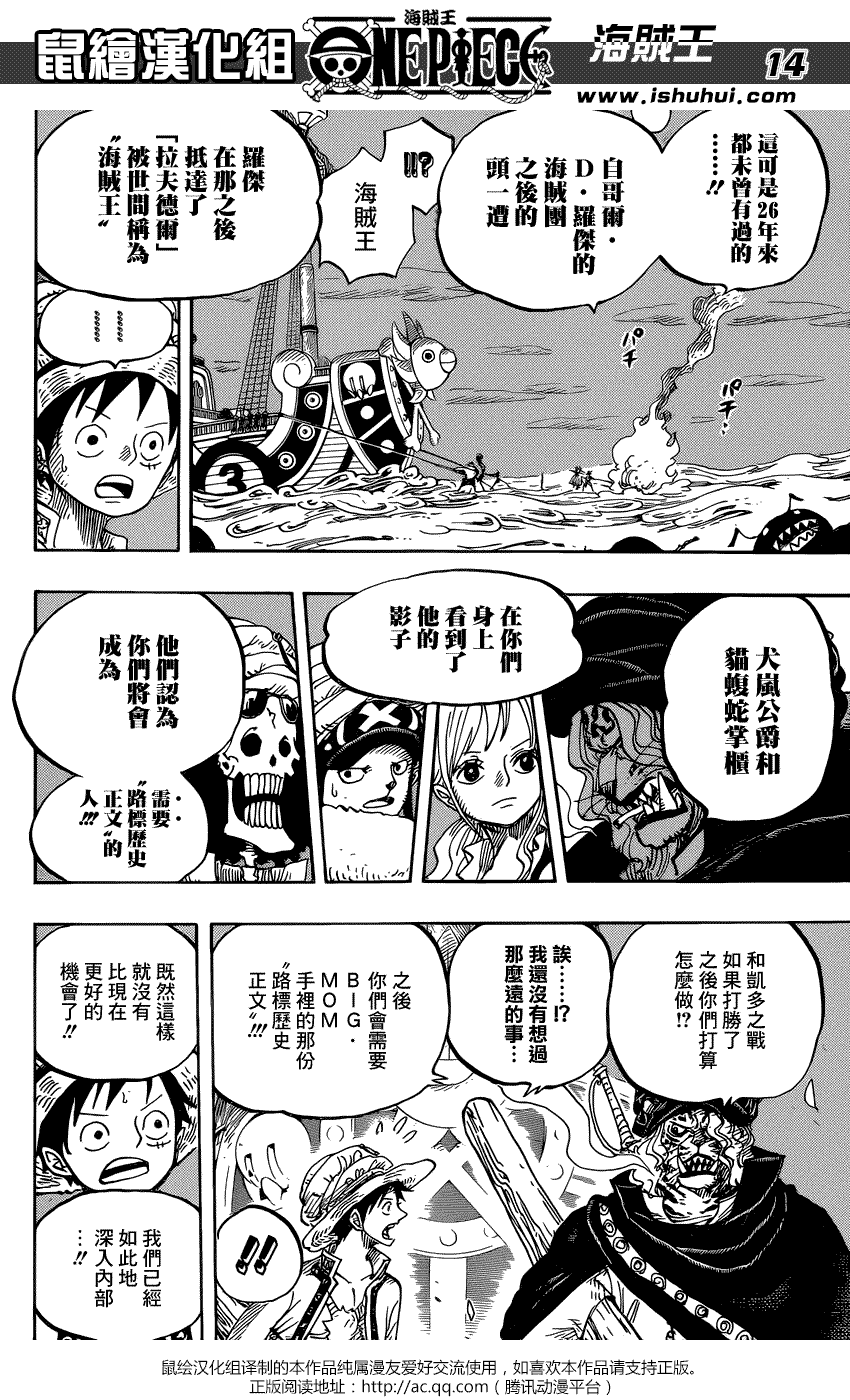 鼠繪漢化組
海賊王
ONE PIECE
海賊王
14
www.ishuhui.com
這可是26年來
都未曾有過的
……!!
自哥爾・
D・羅傑的
海賊團
之後的
頭一遭
!!?
海賊王
羅傑
在那之後
抵達了
「拉夫德爾」
被世間稱為
〝海賊王〞
……
……
パチ
パチ
3
犬嵐公爵和
貓蝮蛇掌櫃
在你們
身上
看到了
他的
影子
他們認為
你們將會
成為
需要
〝路標歷史
正文〞的
人!!!
和凱多之戰
如果打勝了
之後你們打算
怎麼做!?
誒……!?
我還沒有想過
那麼遠的事…
之後
你們會需要
BIG・
MOM
手裡的那份
〝路標歷史
正文〞!!!
!!
既然這樣
就沒有
比現在
更好的
機會了!!
我們已經
如此地
深入內部
…!!
鼠绘汉化组译制的本作品纯属漫友爱好交流使用，如喜欢本作品请支持正版。
正版阅读地址：http://ac.qq.com（腾讯动漫平台）